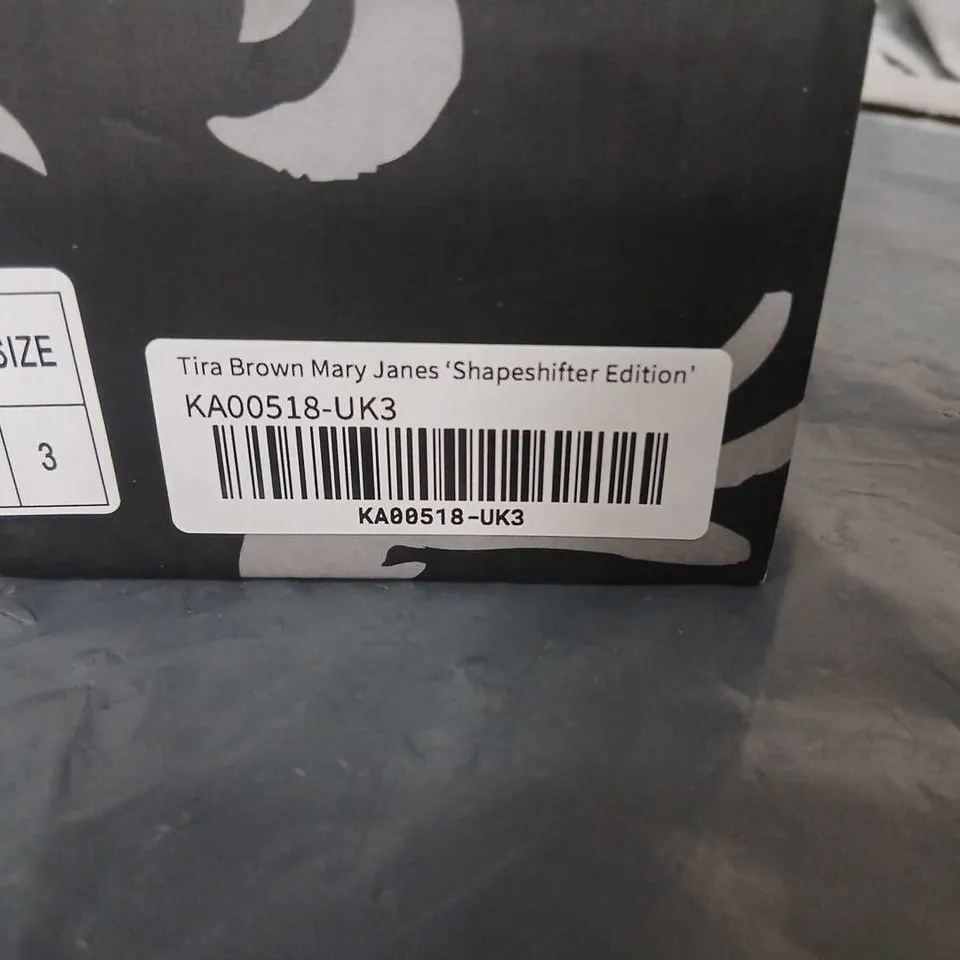 SIZE
3
Tira Brown Mary Janes ‘Shapeshifter Edition’
KA00518-UK3
KA00518-UK3